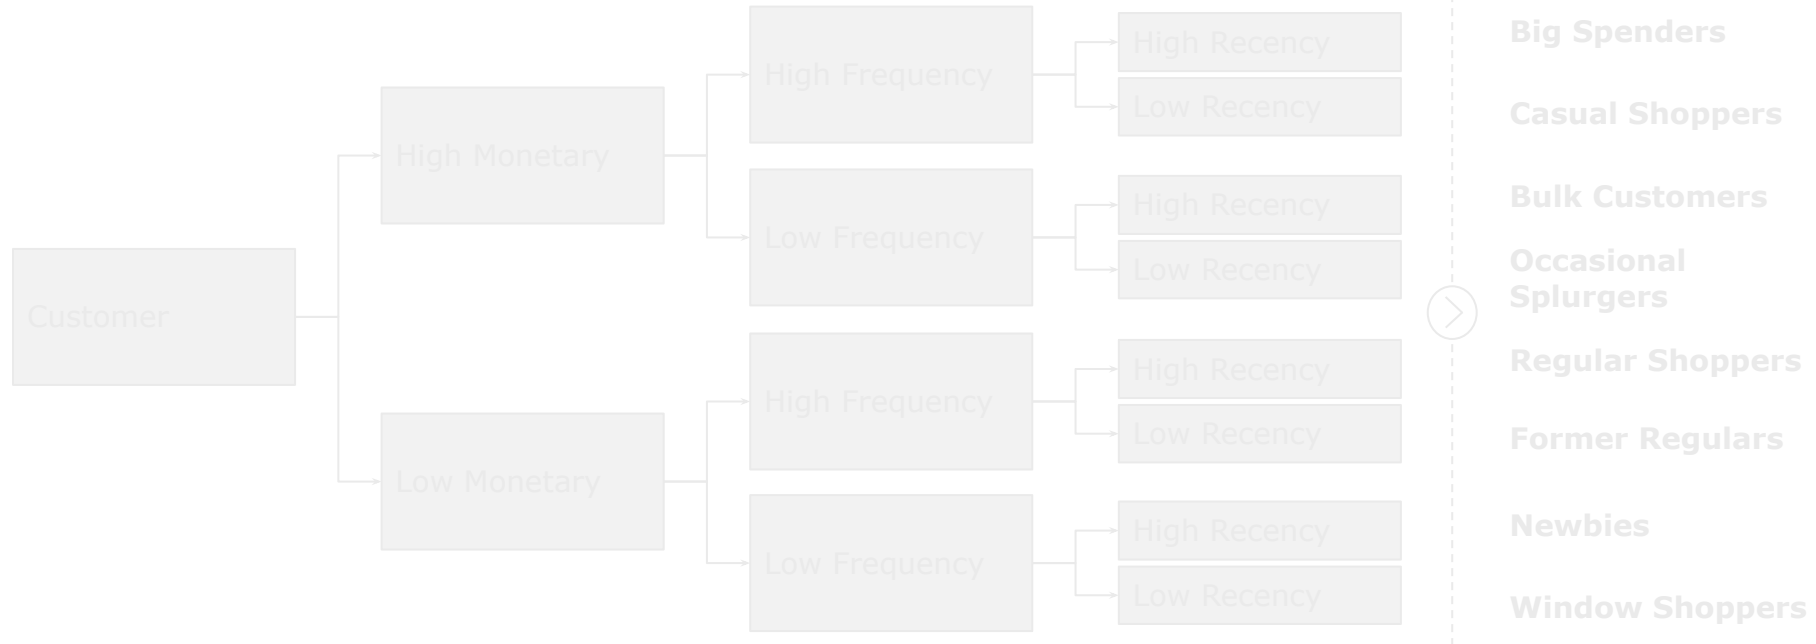 Customer
High Monetary
Low Monetary
High Frequency
Low Frequency
High Frequency
Low Frequency
High Recency
Low Recency
High Recency
Low Recency
High Recency
Low Recency
High Recency
Low Recency
Big Spenders
Casual Shoppers
Bulk Customers
Occasional
Splurgers
Regular Shoppers
Former Regulars
Newbies
Window Shoppers